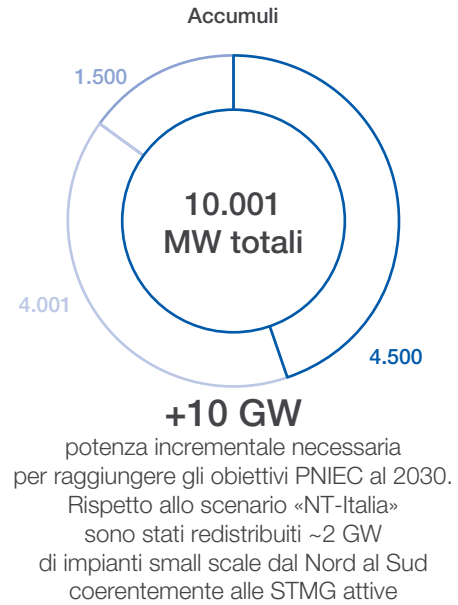 Accumuli
1.500
10.001
MW totali
4.001
4.500
+10 GW
potenza incrementale necessaria
per raggiungere gli obiettivi PNIEC al 2030.
Rispetto allo scenario «NT-Italia»
sono stati redistribuiti ~2 GW
di impianti small scale dal Nord al Sud
coerentemente alle STMG attive